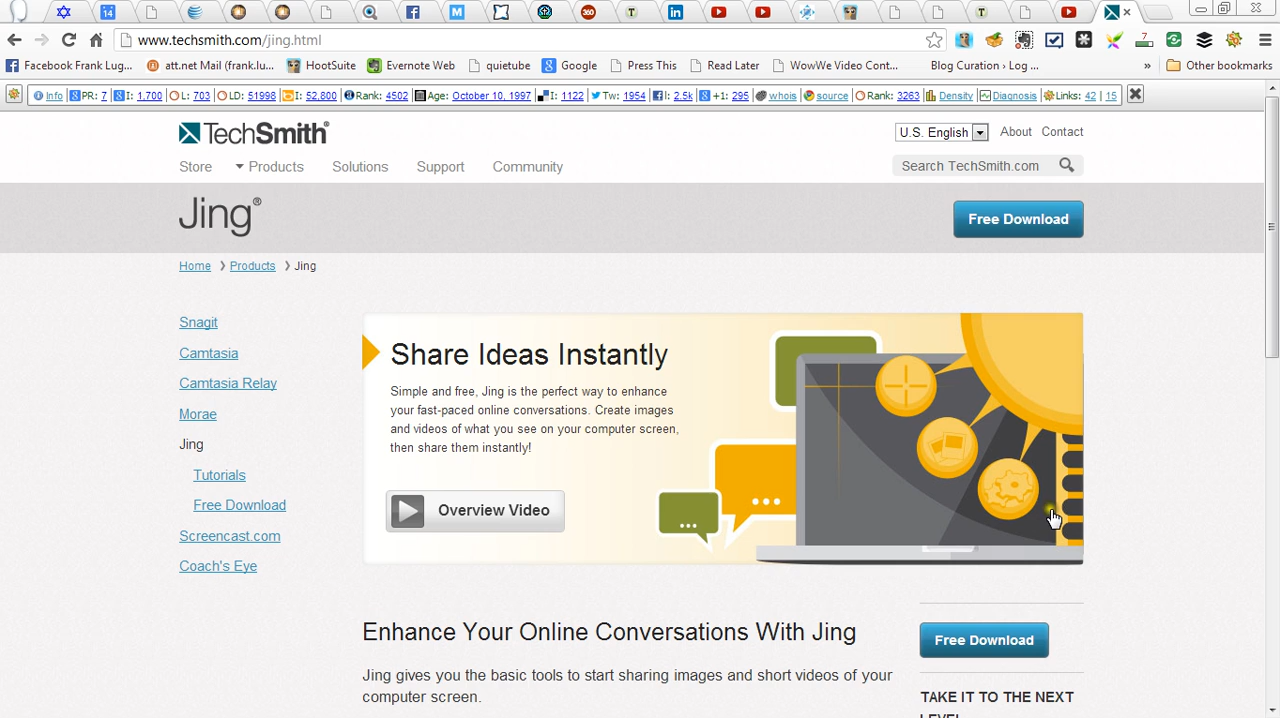 14
M
360
T
in
T
www.techsmith.com/jing.html
7
Facebook Frank Lug...
att.net Mail (frank.lu...
HootSuite
Evernote Web
quietube
Google
Press This
Read Later
WowWe Video Cont...
Blog Curation › Log ...
»
Other bookmarks
Info PR: 7 I: 1,700 L: 703 LD: 51998 I: 52,800 Rank: 4502 Age: October 10, 1997 I: 1122 Tw: 1954 I: 2.5k +1: 295 whois source Rank: 3263 Density Diagnosis Links: 42 | 15
TechSmith®
U.S. English About Contact
Store Products Solutions Support Community
Search TechSmith.com
Jing®
Free Download
Home › Products › Jing
Snagit
Camtasia
Camtasia Relay
Morae
Jing
Tutorials
Free Download
Screencast.com
Coach's Eye
Share Ideas Instantly
Simple and free, Jing is the perfect way to enhance
your fast-paced online conversations. Create images
and videos of what you see on your computer screen,
then share them instantly!
Overview Video
Enhance Your Online Conversations With Jing
Jing gives you the basic tools to start sharing images and short videos of your
computer screen.
Free Download
TAKE IT TO THE NEXT
LEVEL